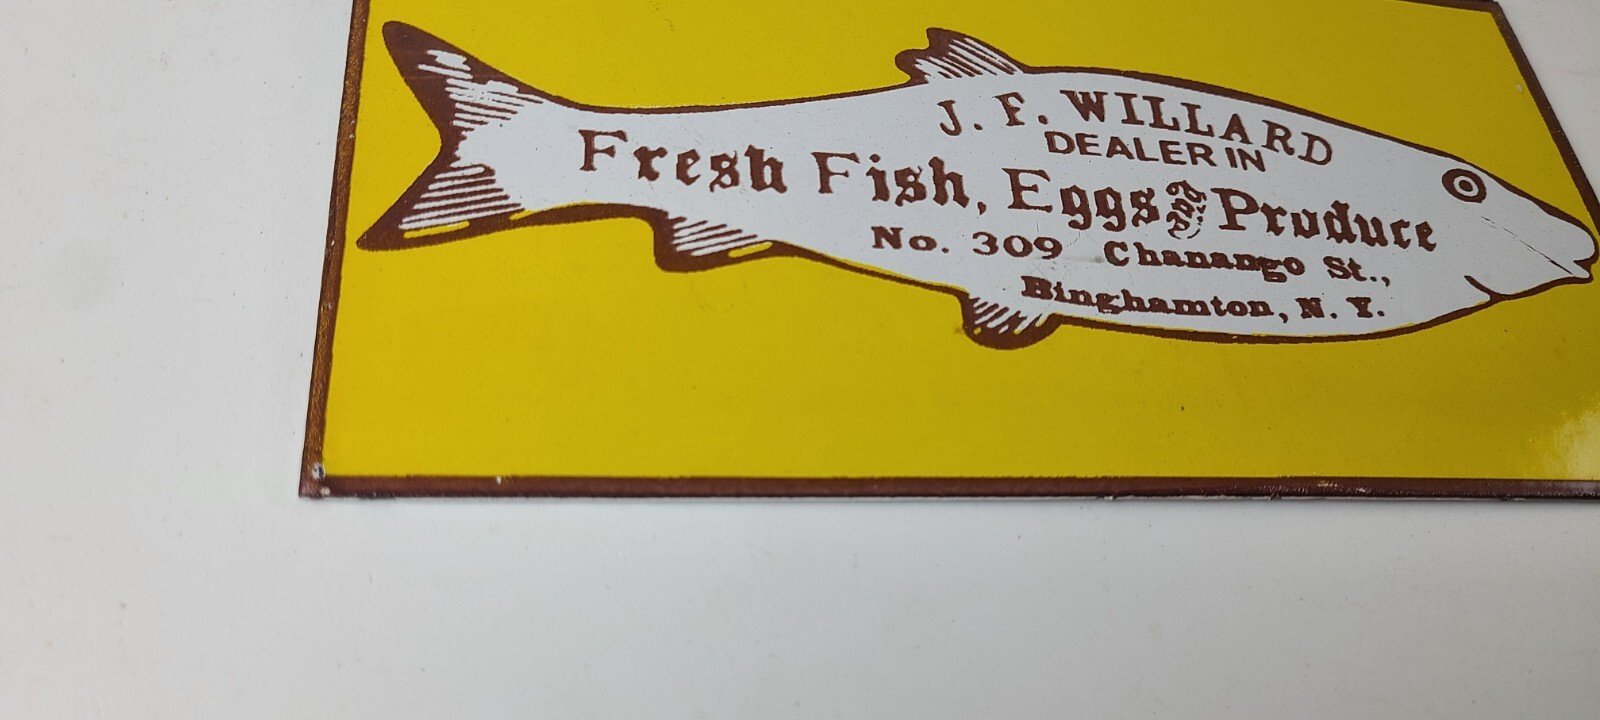 J. F. WILLARD
DEALER IN
Fresh Fish, Eggs and Produce
No. 309 Chanango St.,
Binghamton, N. Y.